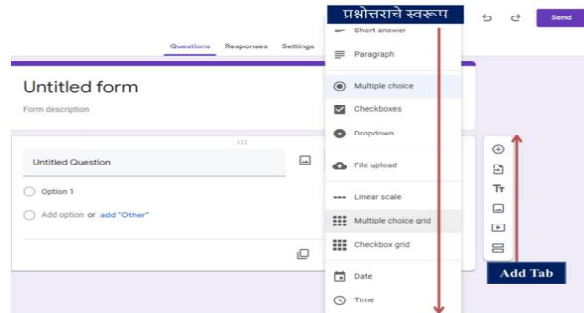 प्रश्नोत्तराचे स्वरूप
Send
Short answer
Questions Responses Settings
Paragraph
Untitled form
Multiple choice
Form description
Checkboxes
Dropdown
Untitled Question
File upload
Option 1
Linear scale
Add option or add "Other"
Multiple choice grid
Checkbox grid
Tт
Add Tab
Date
Time